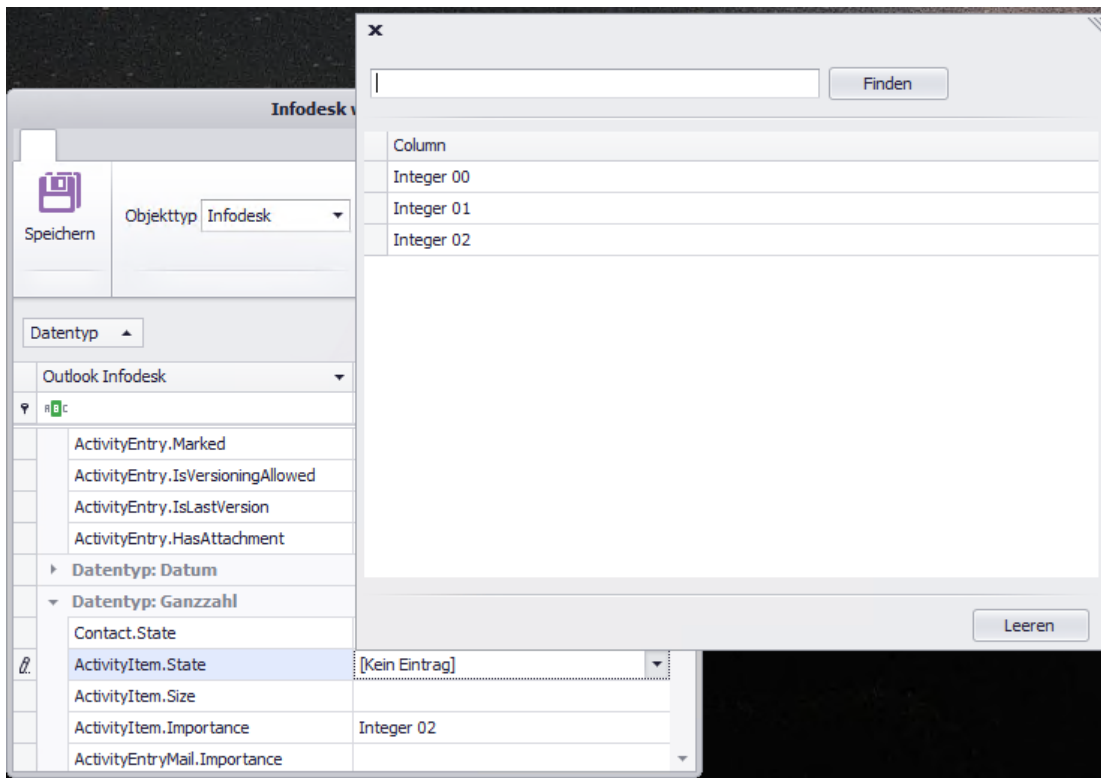 x
Finden
Infodesk
Column
Integer 00
Integer 01
Integer 02
Speichern
Objekttyp Infodesk
Datentyp
Outlook Infodesk
ABC
ActivityEntry.Marked
ActivityEntry.IsVersioningAllowed
ActivityEntry.IsLastVersion
ActivityEntry.HasAttachment
Datentyp: Datum
Datentyp: Ganzzahl
Contact.State
Leeren
ActivityItem.State [Kein Eintrag]
ActivityItem.Size
ActivityItem.Importance Integer 02
ActivityEntryMail.Importance